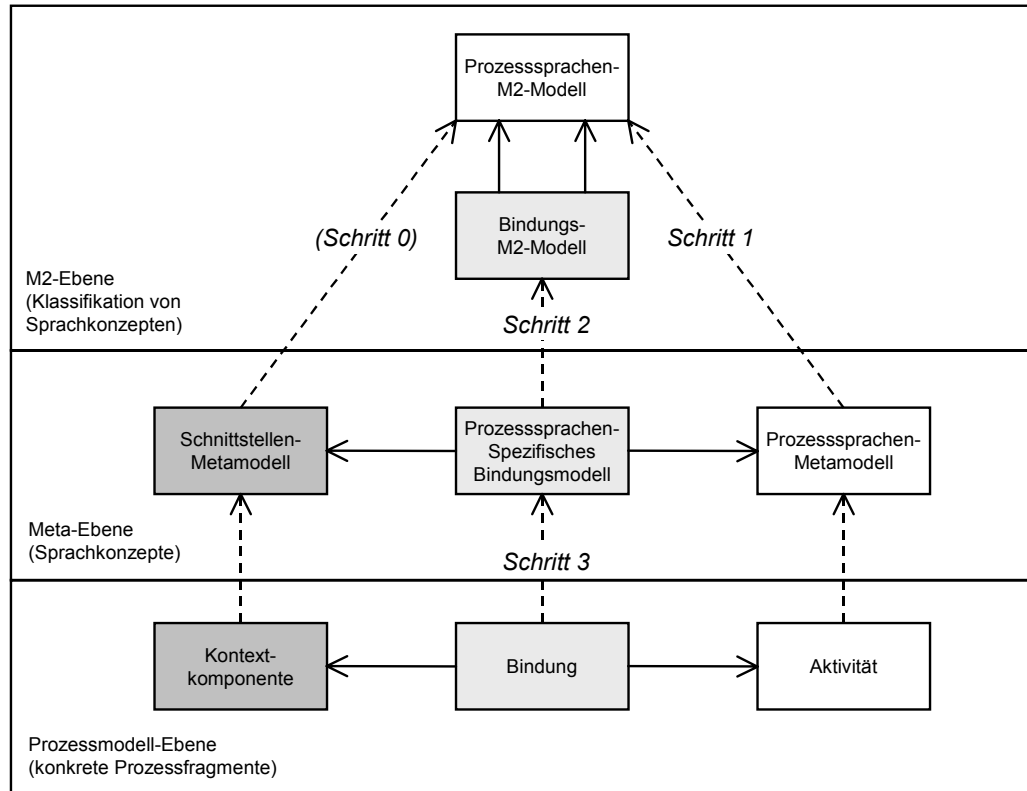 Prozesssprachen-
M2-Modell
(Schritt 0)
Bindungs-
M2-Modell
Schritt 1
M2-Ebene
(Klassifikation von
Sprachkonzepten)
Schritt 2
Schnittstellen-
Metamodell
Prozesssprachen-
Spezifisches
Bindungsmodell
Prozesssprachen-
Metamodell
Meta-Ebene
(Sprachkonzepte)
Schritt 3
Kontext-
komponente
Bindung
Aktivität
Prozessmodell-Ebene
(konkrete Prozessfragmente)